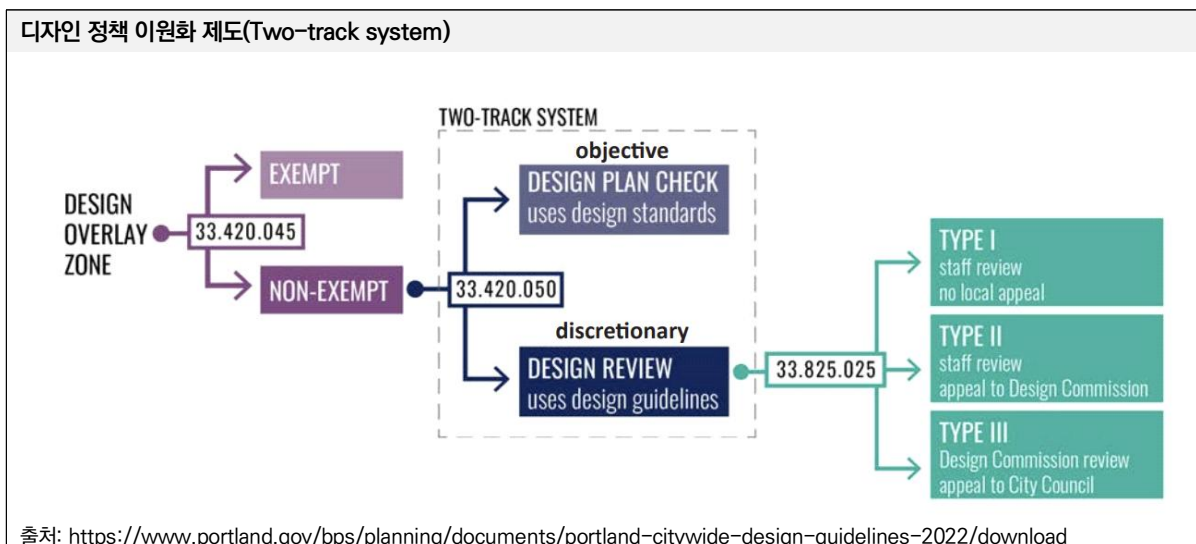 디자인 정책 이원화 제도(Two-track system)
DESIGN
OVERLAY
ZONE
33.420.045
EXEMPT
NON-EXEMPT
TWO-TRACK SYSTEM
33.420.050
objective
DESIGN PLAN CHECK
uses design standards
discretionary
DESIGN REVIEW
uses design guidelines
33.825.025
TYPE I
staff review
no local appeal
TYPE II
staff review
appeal to Design Commission
TYPE III
Design Commission review
appeal to City Council
출처: https://www.portland.gov/bps/planning/documents/portland-citywide-design-guidelines-2022/download